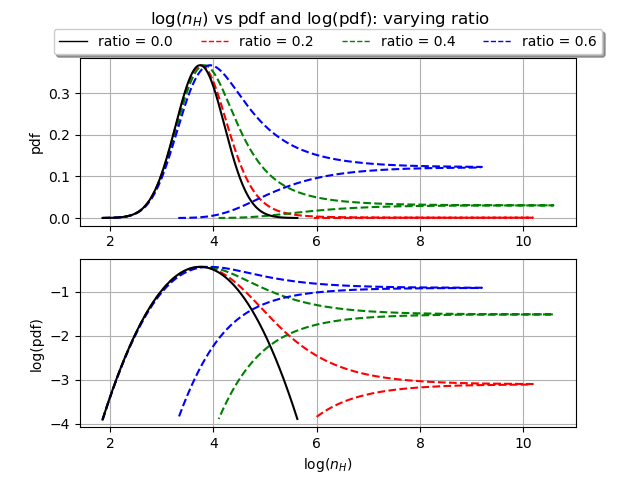 log(n_H) vs pdf and log(pdf): varying ratio
ratio = 0.0 ratio = 0.2 ratio = 0.4 ratio = 0.6
0.3
0.2
0.1
0.0
pdf
2 4 6 8 10
−1
−2
−3
−4
log(pdf)
2 4 6 8 10
log(n_H)